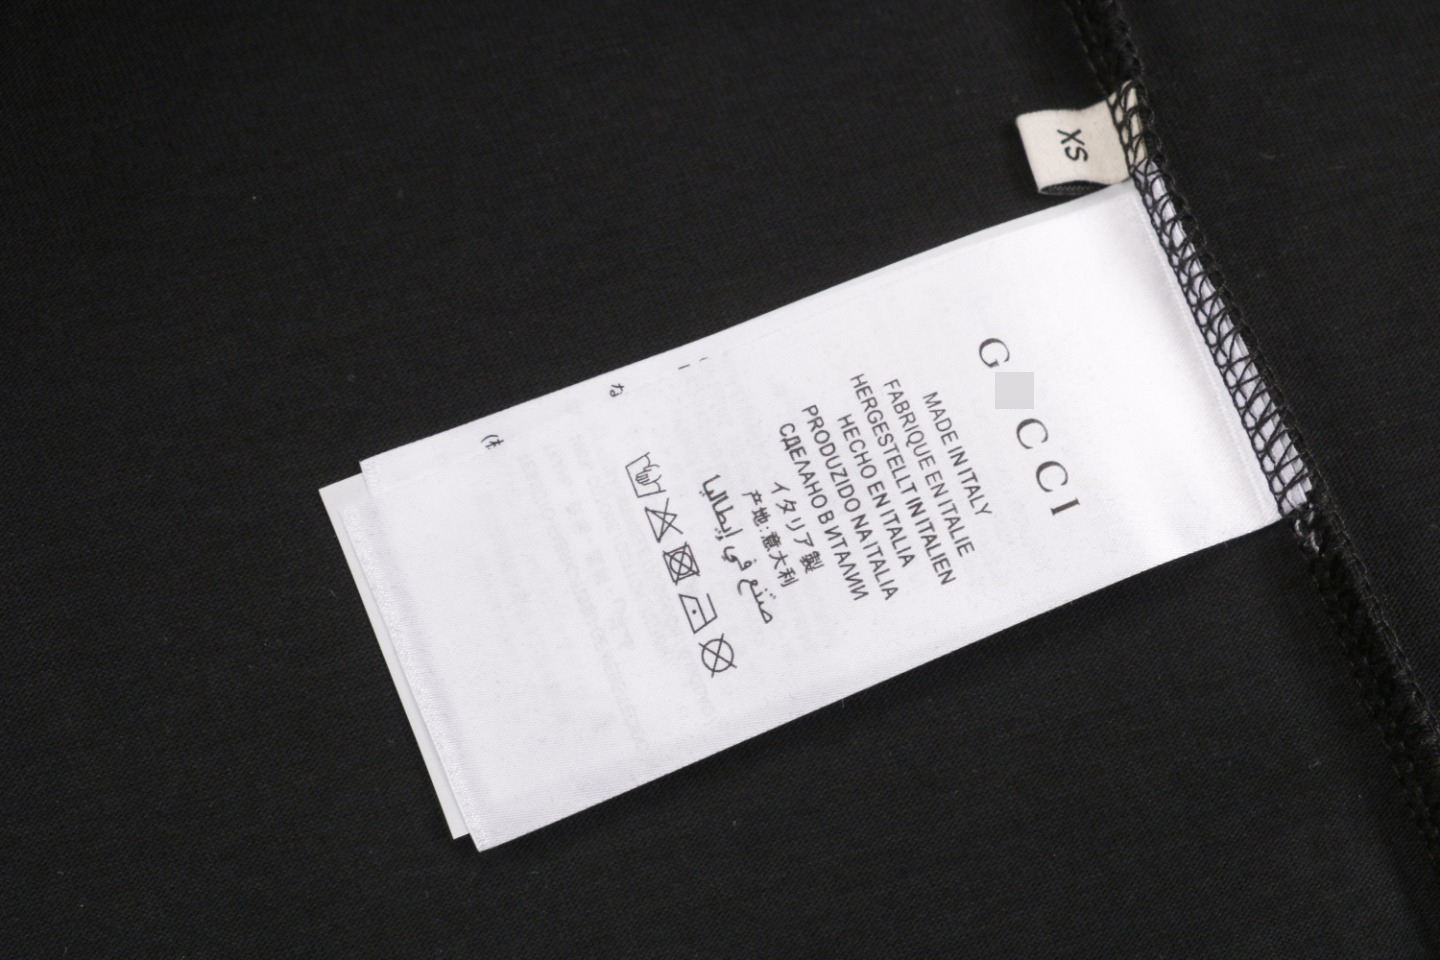 XS
G CCI
MADE IN ITALY
FABRIQUE EN ITALIE
HERGESTELLT IN ITALIEN
HECHO EN ITALIA
PRODUZIDO NA ITALIA
СДЕЛАНО В ИТАЛИИ
イタリア製
产地:意大利
صنع في إيطاليا